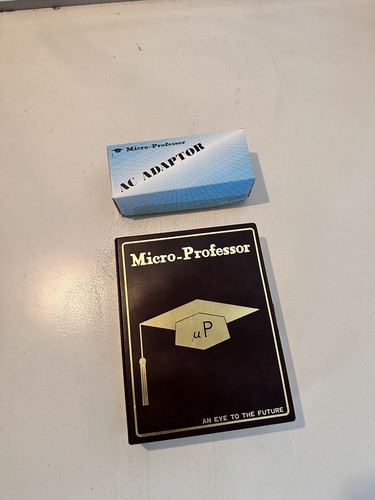 Micro-Professor
AC ADAPTOR
Micro-Professor
μP
AN EYE TO THE FUTURE